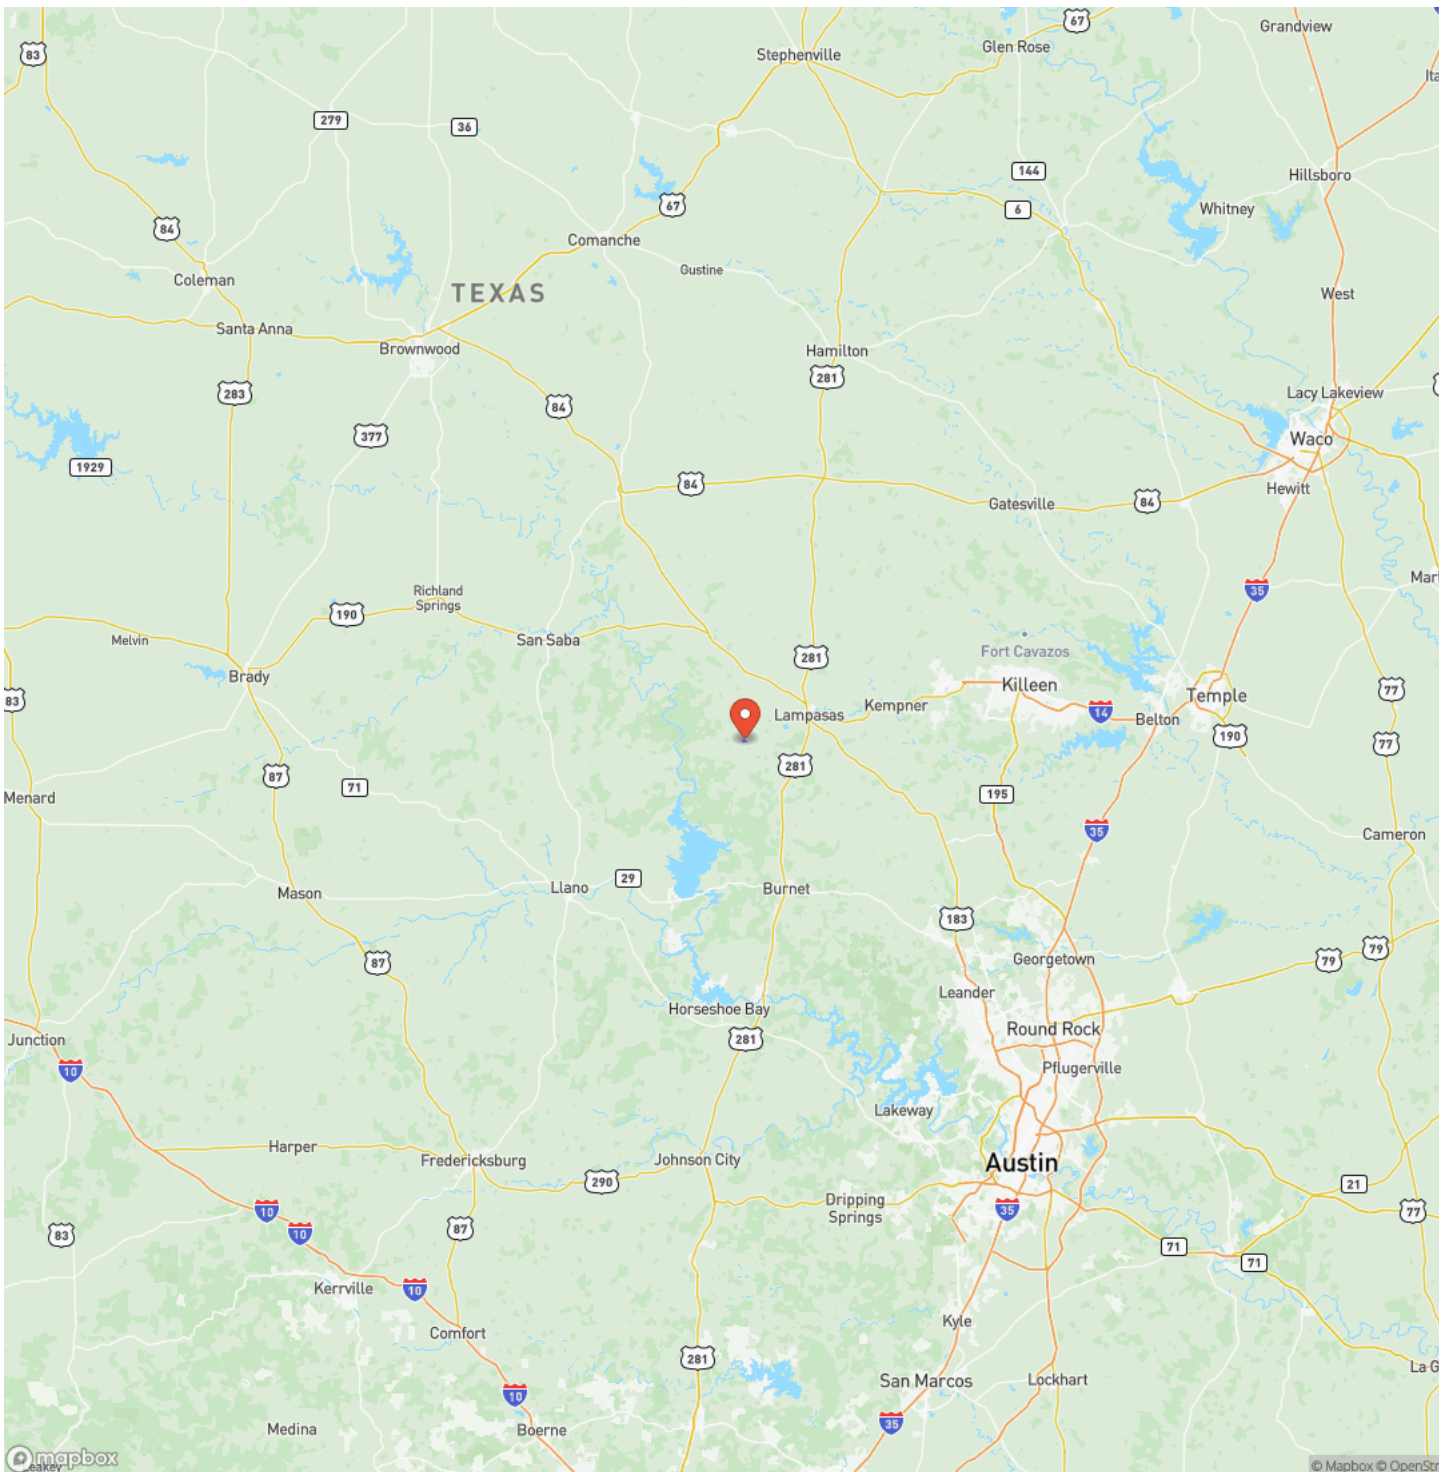 Grandview
67
83
Glen Rose
Stephenville
Ita
279
36
144
Hillsboro
67
6
Whitney
84
Comanche
Gustine
Coleman
TEXAS
West
Santa Anna
Brownwood
Hamilton
281
283
84
Lacy Lakeview
377
Waco
1929
84
Hewitt
Gatesville
84
Richland
Springs
190
35
Mar
Melvin
San Saba
Fort Cavazos
281
Brady
Killeen
77
83
Temple
Kempner
Lampasas
14
Belton
190
77
281
87
71
195
Menard
35
Cameron
29
Llano
Burnet
Mason
183
79
79
87
Georgetown
Leander
Horseshoe Bay
Round Rock
Junction
281
10
Pflugerville
Lakeway
Harper
Fredericksburg
Johnson City
Austin
290
21
Dripping
Springs
10
35
77
87
10
83
71
71
Kerrville
10
Kyle
Comfort
281
La G
San Marcos
Lockhart
10
35
Medina
Boerne
mapbox
Leakey
© Mapbox © OpenStr